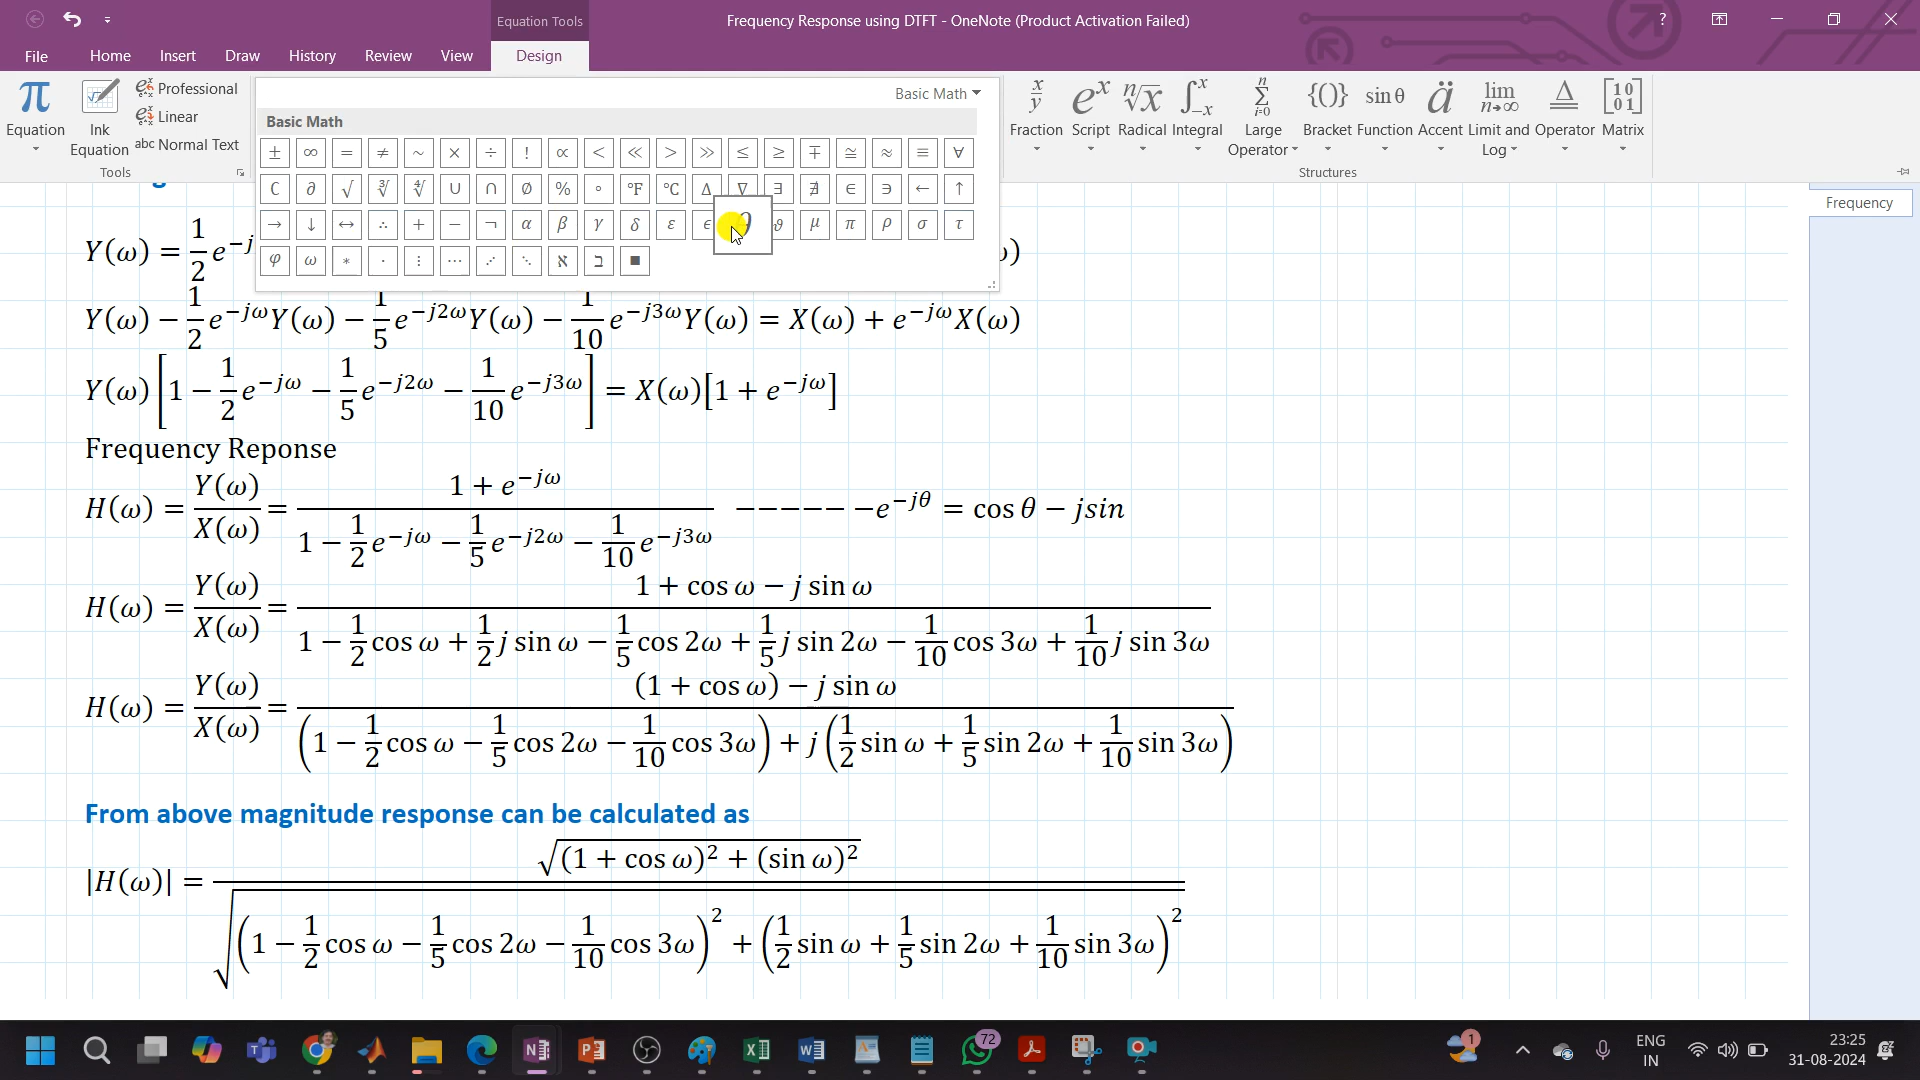 Equation Tools
Frequency Response using DTFT - OneNote (Product Activation Failed)
?
File Home Insert Draw History Review View Design
Equation
Ink Equation
Professional
Linear
abc Normal Text
Tools
Basic Math
Basic Math
± ∞ = ≠ ~ × ÷ ! ∝ < ≪ > ≫ ≤ ≥ ∓ ≅ ≈ ≡ ∀
∁ ∂ √ ∛ ∜ ∪ ∩ ∅ % ° °F °C ∆ ∇ ∃ ∄ ∈ ∋ ← ↑
→ ↓ ↔ ∴ + − ¬ α β γ δ ε ϵ θ ϑ μ π ρ σ τ
φ ω * · ⋮ ⋯ ⋰ ⋱ ℵ ℶ ■
Fraction Script Radical Integral Large Operator Bracket Function Accent Limit and Log Operator Matrix
Structures
Frequency
Y(ω) = 1/2 e^−j
Y(ω) − 1/2 e^−jω Y(ω) − 1/5 e^−j2ω Y(ω) − 1/10 e^−j3ω Y(ω) = X(ω) + e^−jω X(ω)
Y(ω) [1 − 1/2 e^−jω − 1/5 e^−j2ω − 1/10 e^−j3ω] = X(ω)[1 + e^−jω]
Frequency Reponse
H(ω) = Y(ω)/X(ω) = (1 + e^−jω)/(1 − 1/2 e^−jω − 1/5 e^−j2ω − 1/10 e^−j3ω) − − − − − −e^−jθ = cos θ − jsin
H(ω) = Y(ω)/X(ω) = (1 + cos ω − j sin ω)/(1 − 1/2 cos ω + 1/2 j sin ω − 1/5 cos 2ω + 1/5 j sin 2ω − 1/10 cos 3ω + 1/10 j sin 3ω)
H(ω) = Y(ω)/X(ω) = ((1 + cos ω) − j sin ω)/((1 − 1/2 cos ω − 1/5 cos 2ω − 1/10 cos 3ω) + j (1/2 sin ω + 1/5 sin 2ω + 1/10 sin 3ω))
From above magnitude response can be calculated as
|H(ω)| = √((1 + cos ω)² + (sin ω)²) / √((1 − 1/2 cos ω − 1/5 cos 2ω − 1/10 cos 3ω)² + (1/2 sin ω + 1/5 sin 2ω + 1/10 sin 3ω)²)
72
1
ENG
IN
23:25
31-08-2024